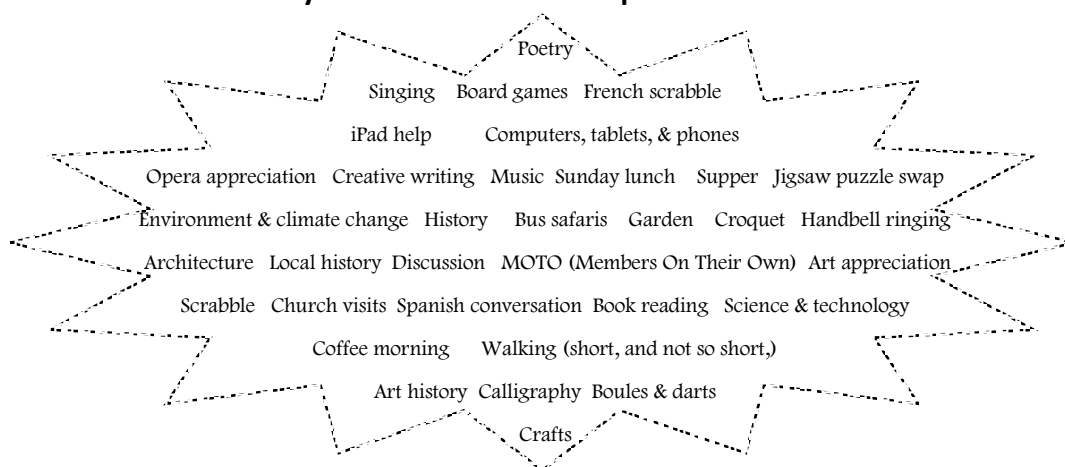 Poetry
Singing Board games French scrabble
iPad help Computers, tablets, & phones
Opera appreciation Creative writing Music Sunday lunch Supper Jigsaw puzzle swap
Environment & climate change History Bus safaris Garden Croquet Handbell ringing
Architecture Local history Discussion MOTO (Members On Their Own) Art appreciation
Scrabble Church visits Spanish conversation Book reading Science & technology
Coffee morning Walking (short, and not so short,)
Art history Calligraphy Boules & darts
Crafts